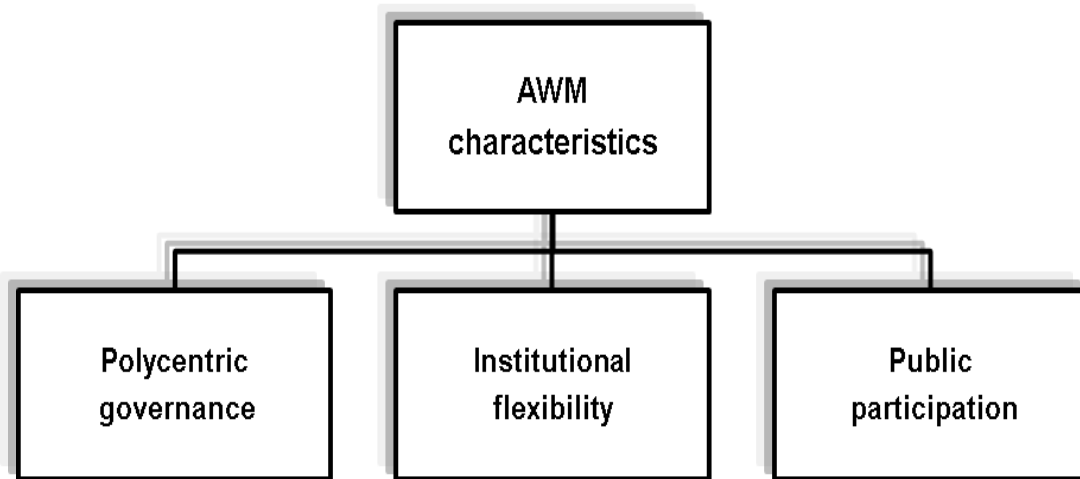 AWM
characteristics
Polycentric
governance
Institutional
flexibility
Public
participation